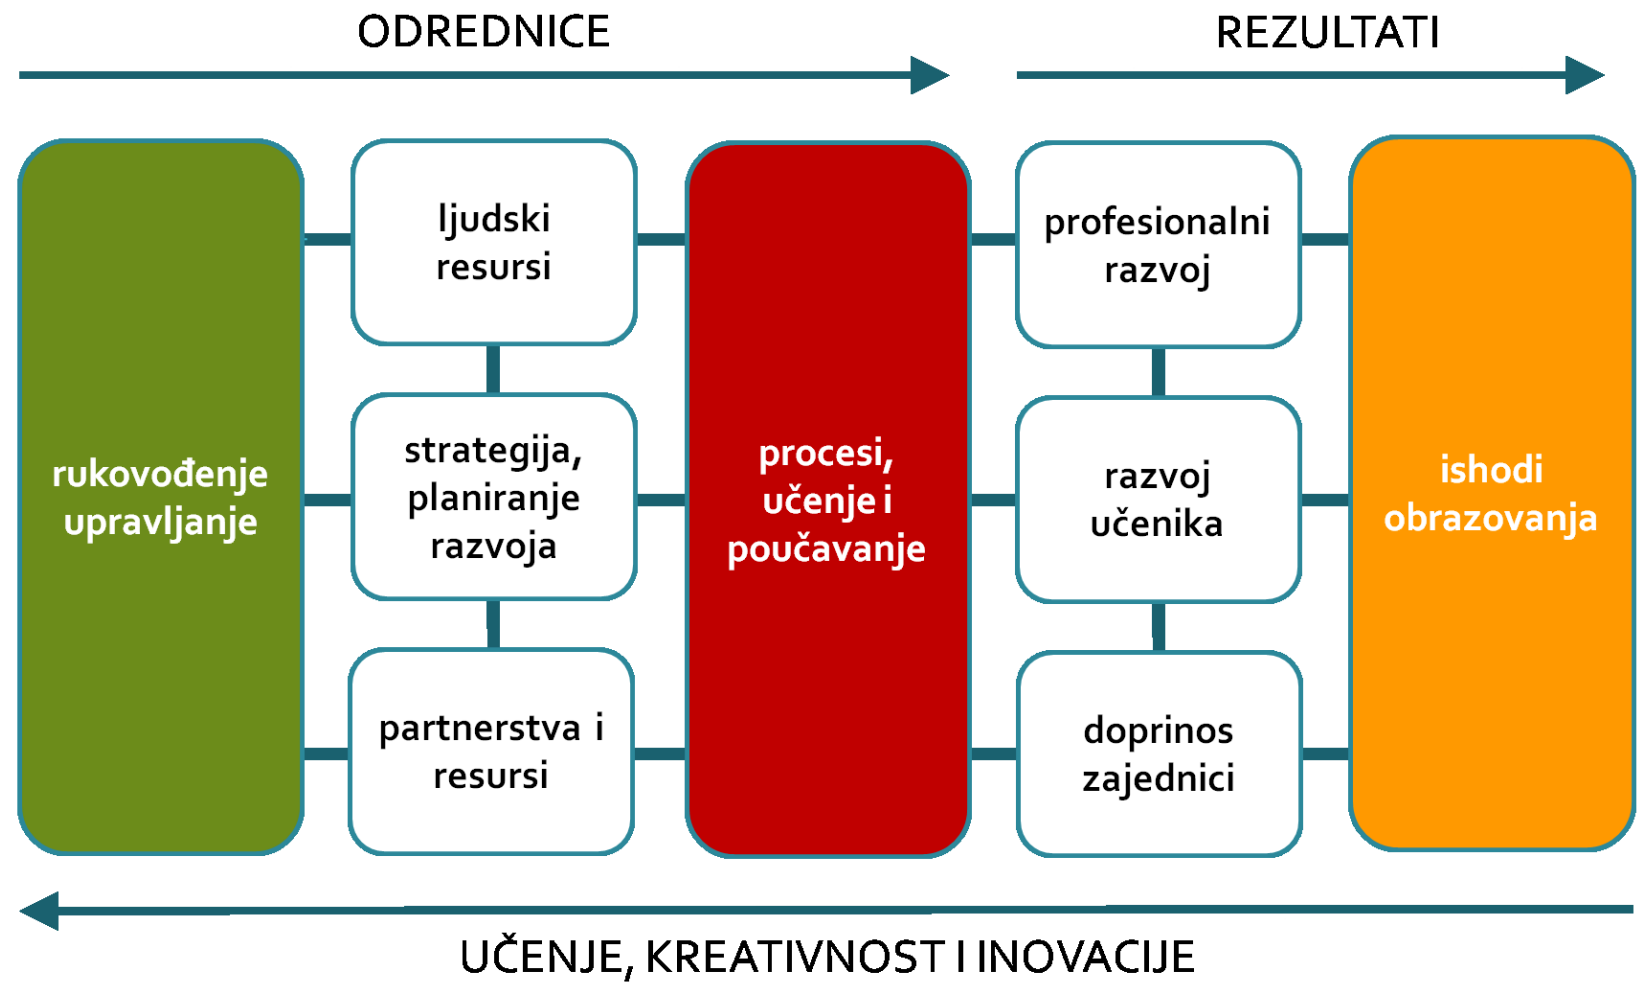 ODREDNICE
REZULTATI
rukovođenje
upravljanje
ljudski
resursi
strategija,
planiranje
razvoja
partnerstva i
resursi
procesi,
učenje i
poučavanje
profesionalni
razvoj
razvoj
učenika
doprinos
zajednici
ishodi
obrazovanja
UČENJE, KREATIVNOST I INOVACIJE